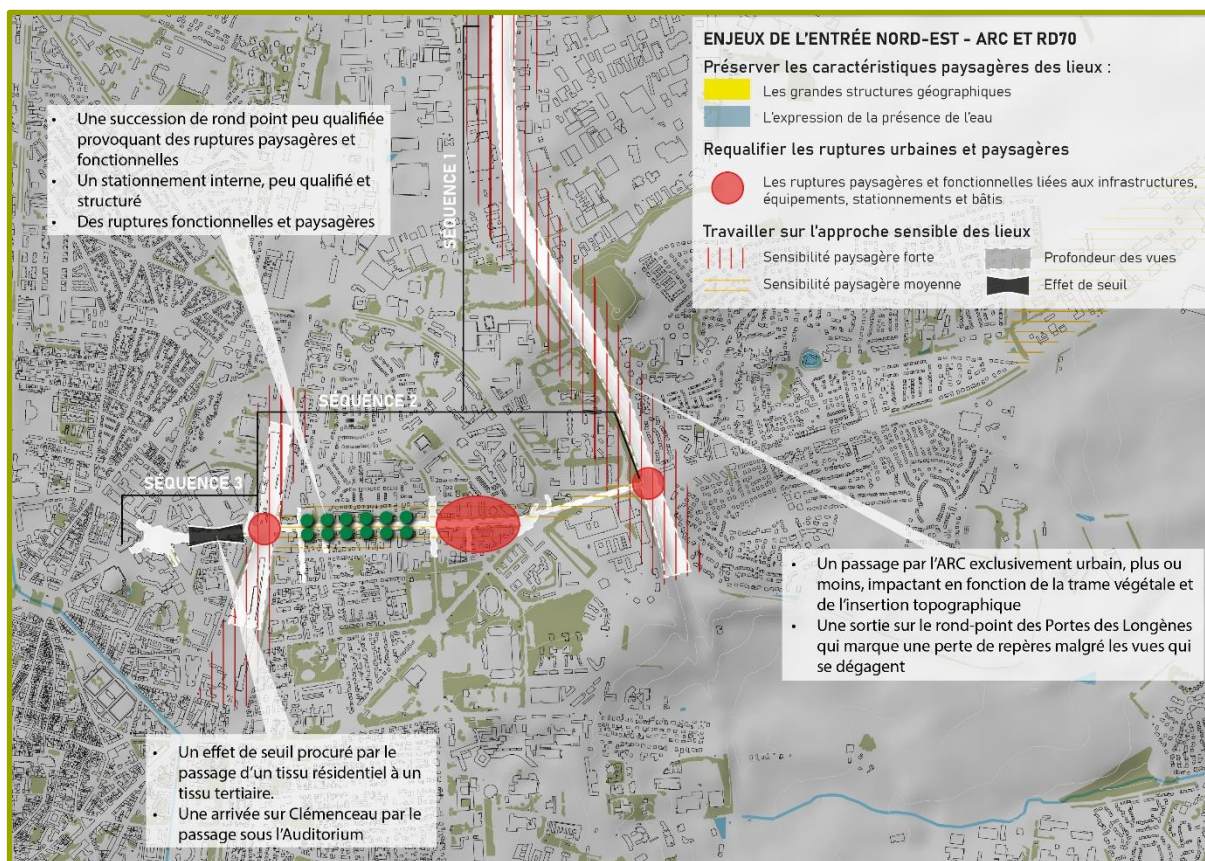 ENJEUX DE L'ENTRÉE NORD-EST - ARC ET RD70
Préserver les caractéristiques paysagères des lieux :
Les grandes structures géographiques
L'expression de la présence de l'eau
Requalifier les ruptures urbaines et paysagères
Les ruptures paysagères et fonctionnelles liées aux infrastructures,
équipements, stationnements et bâtis
Travailler sur l'approche sensible des lieux
Sensibilité paysagère forte
Profondeur des vues
Sensibilité paysagère moyenne
Effet de seuil
• Une succession de rond point peu qualifiée
provoquant des ruptures paysagères et
fonctionnelles
• Un stationnement interne, peu qualifié et
structuré
• Des ruptures fonctionnelles et paysagères
SÉQUENCE 1
SÉQUENCE 2
SÉQUENCE 3
• Un passage par l'ARC exclusivement urbain, plus ou
moins, impactant en fonction de la trame végétale et
de l'insertion topographique
• Une sortie sur le rond-point des Portes des Longènes
qui marque une perte de repères malgré les vues qui
se dégagent
• Un effet de seuil procuré par le
passage d'un tissu résidentiel à un
tissu tertiaire.
• Une arrivée sur Clémenceau par le
passage sous l'Auditorium